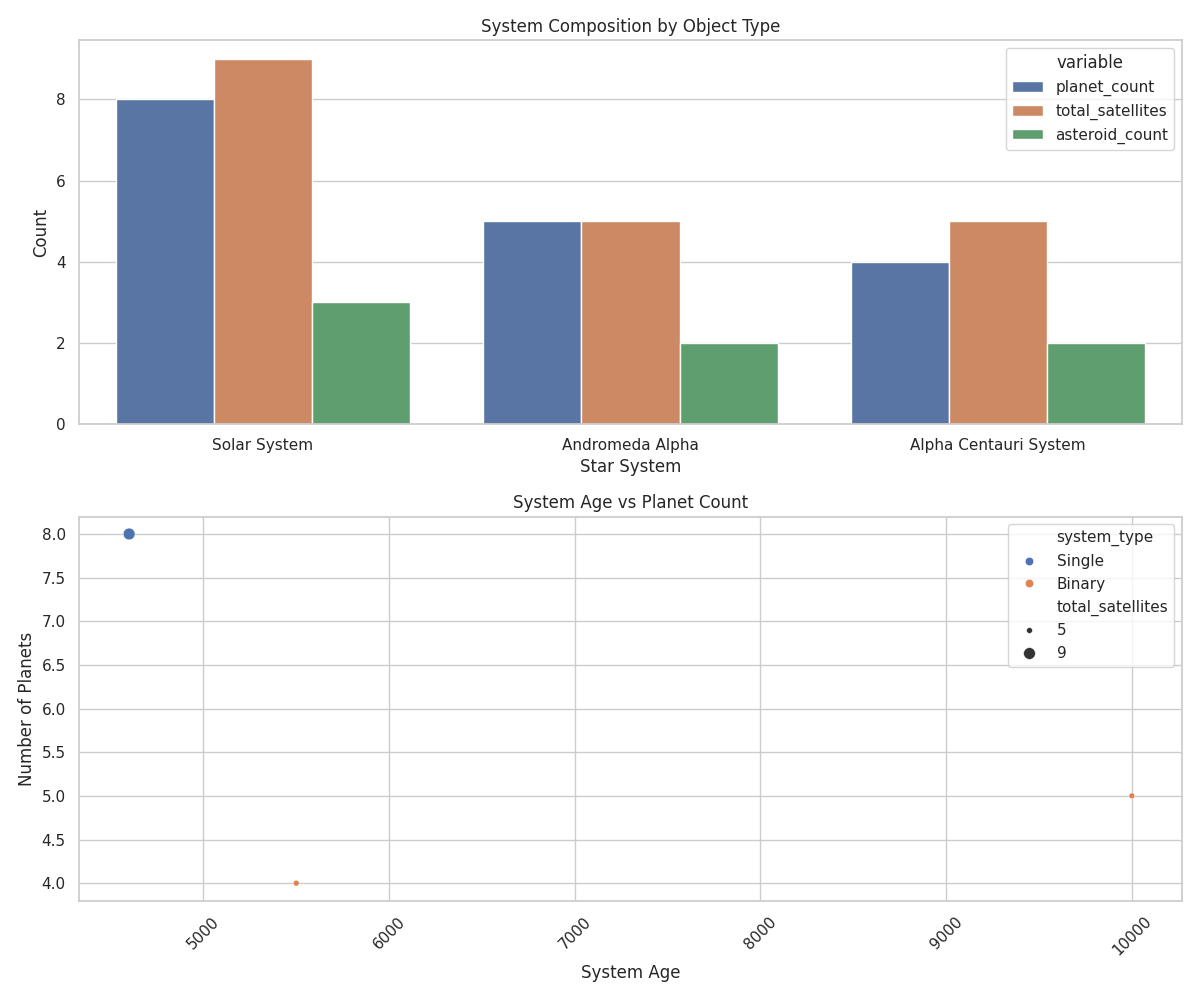 System Composition by Object Type
variable
planet_count
total_satellites
asteroid_count
Count
8
6
4
2
0
Solar System
Andromeda Alpha
Alpha Centauri System
Star System
System Age vs Planet Count
system_type
Single
Binary
total_satellites
5
9
Number of Planets
8.0
7.5
7.0
6.5
6.0
5.5
5.0
4.5
4.0
5000
6000
7000
8000
9000
10000
System Age